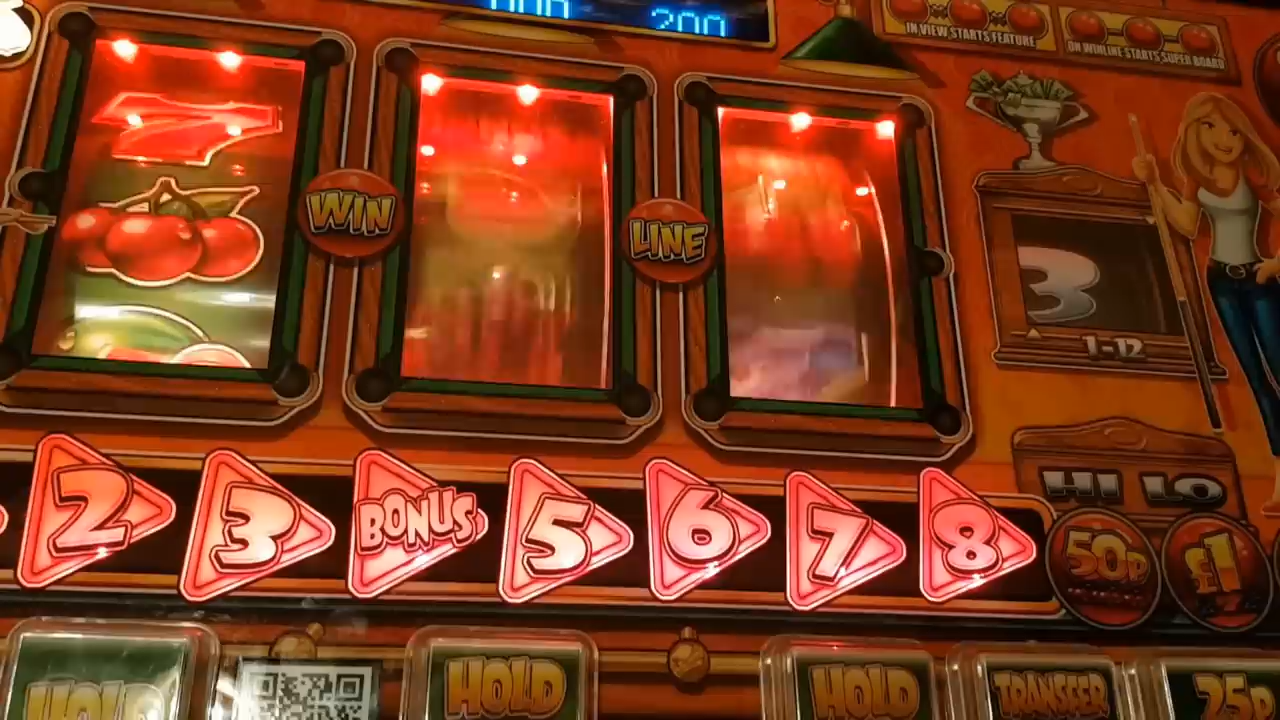 200
IN VIEW STARTS FEATURE
ON WINLINE STARTS SUPER BOARD
7
WIN
LINE
3
1-12
2
3
BONUS
5
6
7
8
HI LO
50p
£1
HOLD
HOLD
HOLD
TRANSFER
25p